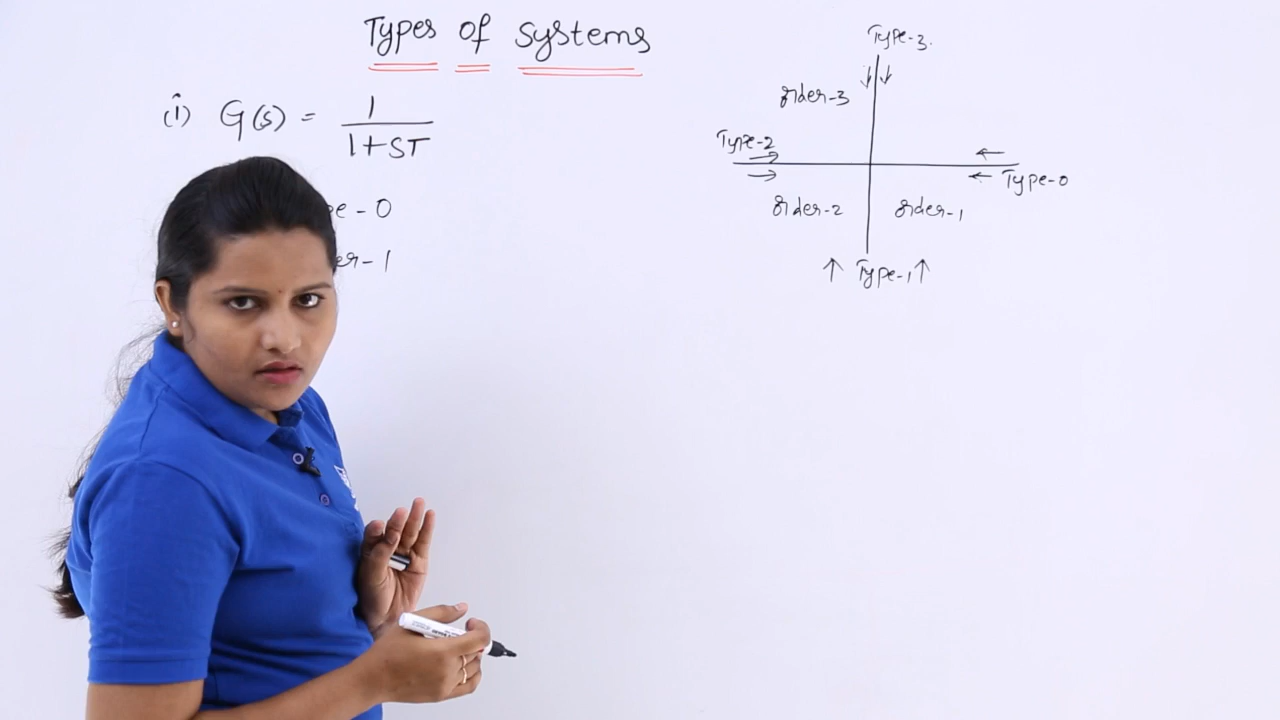 Types of Systems
(i) G(s) = 1 / 1+ST
pe - 0
er - 1
Type-3.
order-3
Type-2
Type-0
order-2
order-1
Type-1